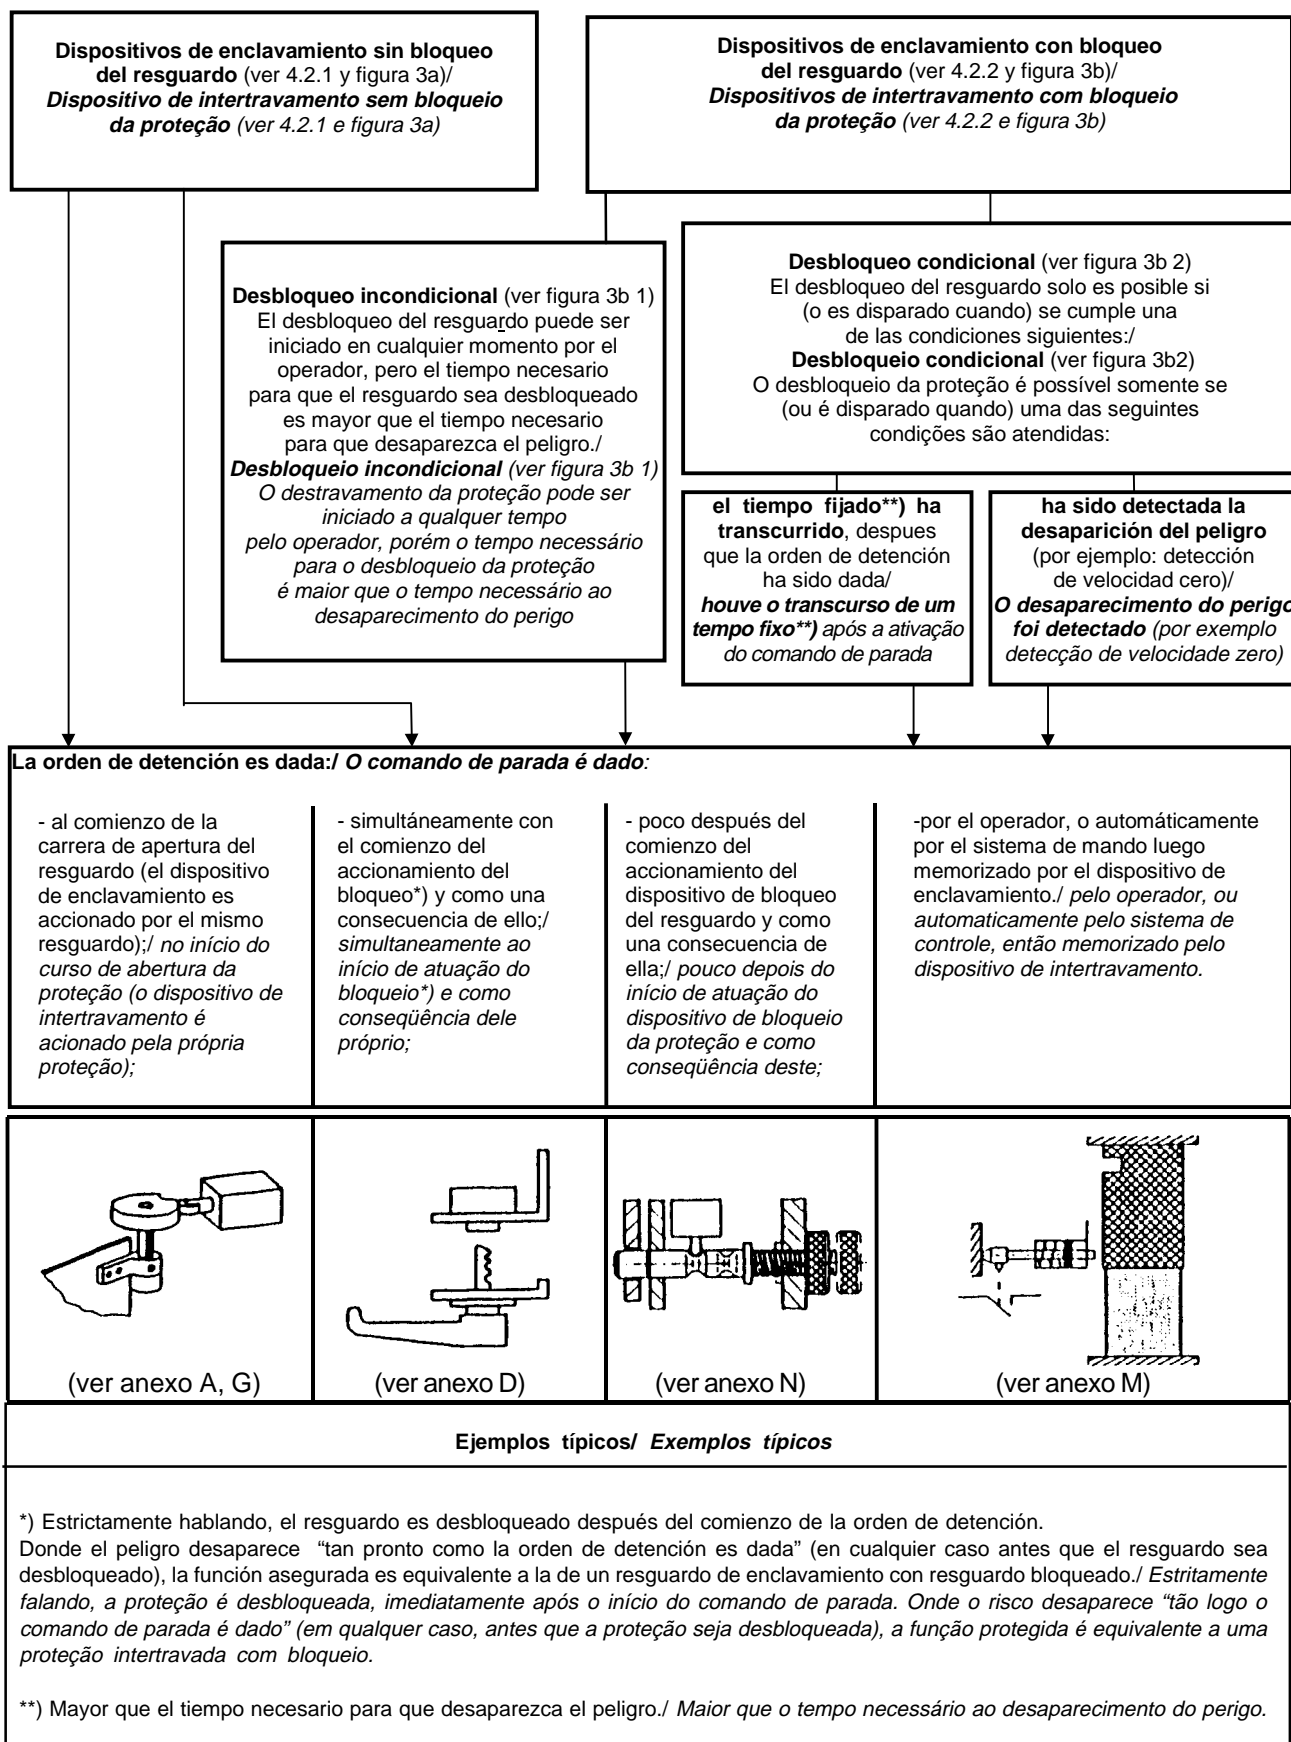 Dispositivos de enclavamiento sin bloqueo
del resguardo (ver 4.2.1 y figura 3a)/
Dispositivo de intertravamento sem bloqueio
da proteção (ver 4.2.1 e figura 3a)
Dispositivos de enclavamiento con bloqueo
del resguardo (ver 4.2.2 y figura 3b)/
Dispositivos de intertravamento com bloqueio
da proteção (ver 4.2.2 e figura 3b)
Desbloqueo incondicional (ver figura 3b 1)
El desbloqueo del resguardo puede ser
iniciado en cualquier momento por el
operador, pero el tiempo necesario
para que el resguardo sea desbloqueado
es mayor que el tiempo necesario
para que desaparezca el peligro./
Desbloqueio incondicional (ver figura 3b 1)
O destravamento da proteção pode ser
iniciado a qualquer tempo
pelo operador, porém o tempo necessário
para o desbloqueio da proteção
é maior que o tempo necessário ao
desaparecimento do perigo
Desbloqueo condicional (ver figura 3b 2)
El desbloqueo del resguardo solo es posible si
(o es disparado cuando) se cumple una
de las condiciones siguientes:/
Desbloqueio condicional (ver figura 3b2)
O desbloqueio da proteção é possível somente se
(ou é disparado quando) uma das seguintes
condições são atendidas:
el tiempo fijado**) ha
transcurrido, despues
que la orden de detención
ha sido dada/
houve o transcurso de um
tempo fixo**) após a ativação
do comando de parada
ha sido detectada la
desaparición del peligro
(por ejemplo: detección
de velocidad cero)/
O desaparecimento do perigo
foi detectado (por exemplo
detecção de velocidade zero)
La orden de detención es dada:/ O comando de parada é dado:
- al comienzo de la
carrera de apertura del
resguardo (el dispositivo
de enclavamiento es
accionado por el mismo
resguardo);/ no início do
curso de abertura da
proteção (o dispositivo de
intertravamento é
acionado pela própria
proteção);
- simultáneamente con
el comienzo del
accionamiento del
bloqueo*) y como una
consecuencia de ello;/
simultaneamente ao
início de atuação do
bloqueio*) e como
conseqüência dele
próprio;
- poco después del
comienzo del
accionamiento del
dispositivo de bloqueo
del resguardo y como
una consecuencia de
ella;/ pouco depois do
início de atuação do
dispositivo de bloqueio
da proteção e como
conseqüência deste;
-por el operador, o automáticamente
por el sistema de mando luego
memorizado por el dispositivo de
enclavamiento./ pelo operador, ou
automaticamente pelo sistema de
controle, então memorizado pelo
dispositivo de intertravamento.
(ver anexo A, G)
(ver anexo D)
(ver anexo N)
(ver anexo M)
Ejemplos típicos/ Exemplos típicos
*) Estrictamente hablando, el resguardo es desbloqueado después del comienzo de la orden de detención.
Donde el peligro desaparece “tan pronto como la orden de detención es dada” (en cualquier caso antes que el resguardo sea
desbloqueado), la función asegurada es equivalente a la de un resguardo de enclavamiento con resguardo bloqueado./ Estritamente
falando, a proteção é desbloqueada, imediatamente após o início do comando de parada. Onde o risco desaparece “tão logo o
comando de parada é dado” (em qualquer caso, antes que a proteção seja desbloqueada), a função protegida é equivalente a uma
proteção intertravada com bloqueio.
**) Mayor que el tiempo necesario para que desaparezca el peligro./ Maior que o tempo necessário ao desaparecimento do perigo.